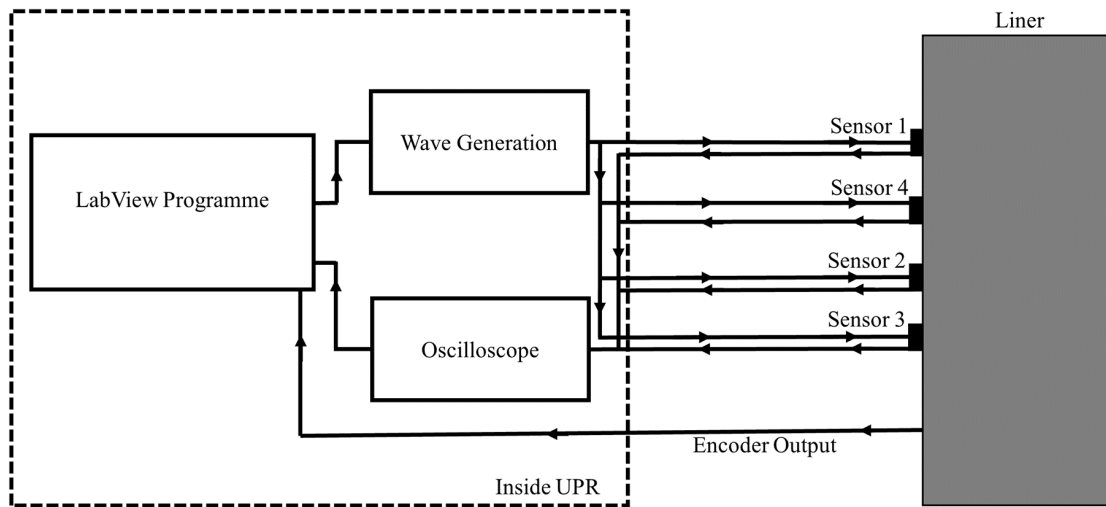 Liner
Sensor 1
Wave Generation
LabView Programme
Sensor 4
Sensor 2
Sensor 3
Oscilloscope
Encoder Output
Inside UPR